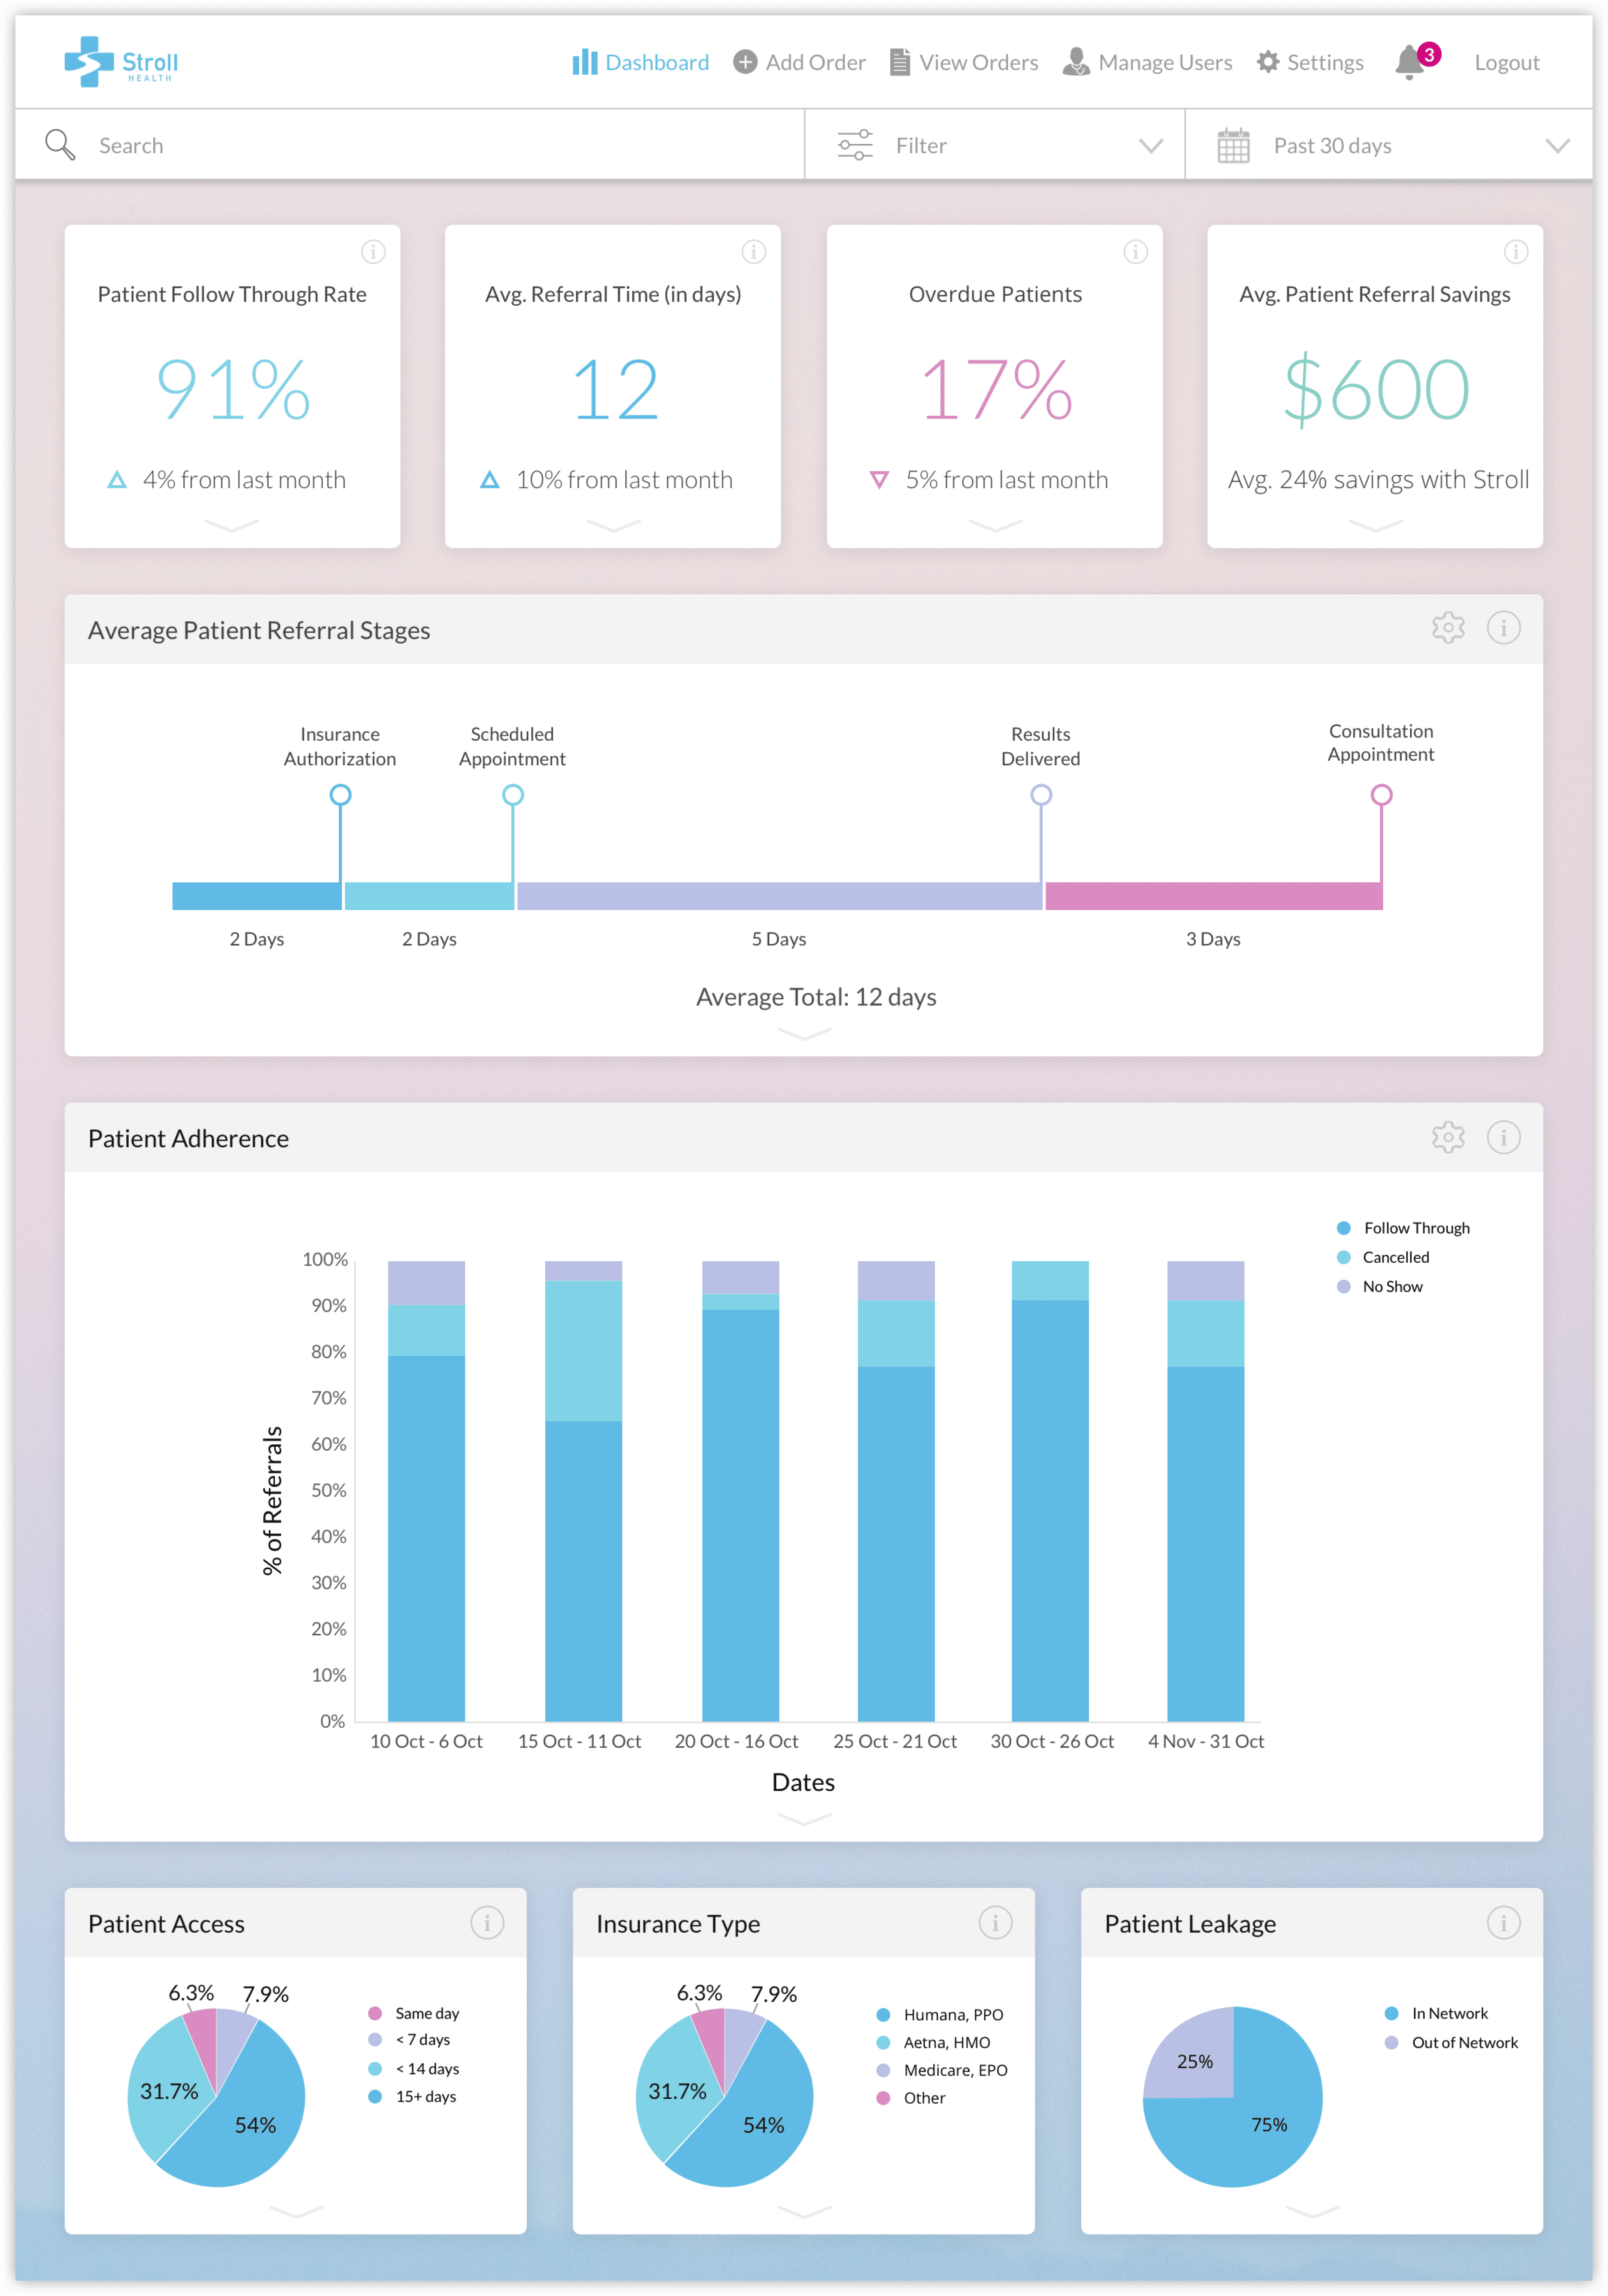 Stroll
HEALTH
Dashboard
Add Order
View Orders
Manage Users
Settings
3
Logout
Search
Filter
Past 30 days
Patient Follow Through Rate
91%
4% from last month
Avg. Referral Time (in days)
12
10% from last month
Overdue Patients
17%
5% from last month
Avg. Patient Referral Savings
$600
Avg. 24% savings with Stroll
Average Patient Referral Stages
Insurance
Authorization
Scheduled
Appointment
Results
Delivered
Consultation
Appointment
2 Days
2 Days
5 Days
3 Days
Average Total: 12 days
Patient Adherence
Follow Through
Cancelled
No Show
% of Referrals
100%
90%
80%
70%
60%
50%
40%
30%
20%
10%
0%
10 Oct - 6 Oct
15 Oct - 11 Oct
20 Oct - 16 Oct
25 Oct - 21 Oct
30 Oct - 26 Oct
4 Nov - 31 Oct
Dates
Patient Access
6.3%
7.9%
31.7%
54%
Same day
< 7 days
< 14 days
15+ days
Insurance Type
6.3%
7.9%
31.7%
54%
Humana, PPO
Aetna, HMO
Medicare, EPO
Other
Patient Leakage
25%
75%
In Network
Out of Network